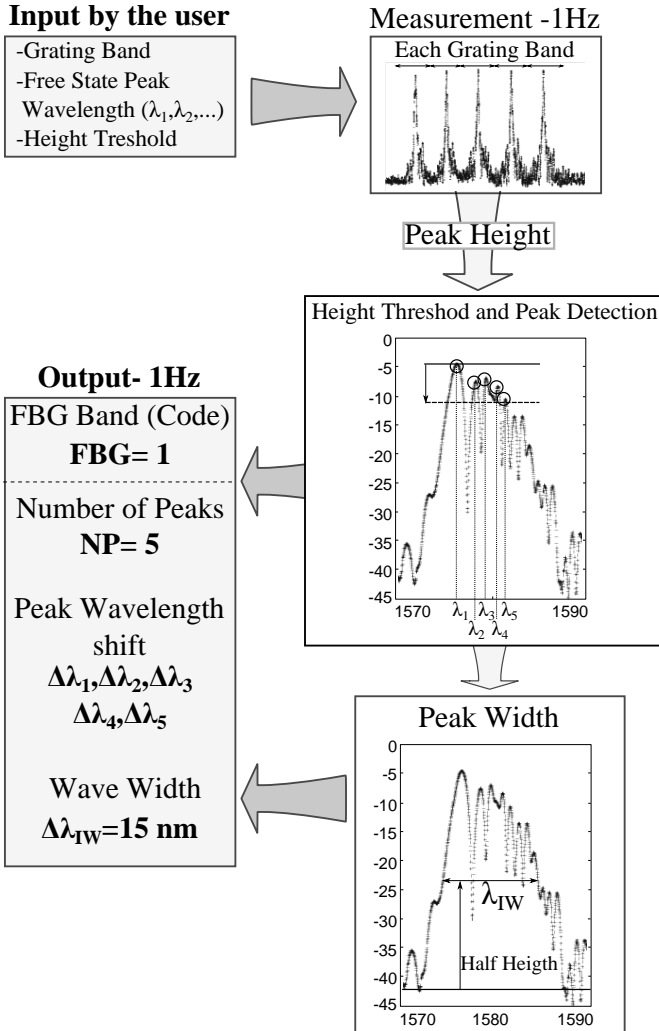 Input by the user
-Grating Band
-Free State Peak
Wavelength (λ₁,λ₂,...)
-Height Treshold
Measurement -1Hz
Each Grating Band
Peak Height
Height Threshod and Peak Detection
0
-5
-10
-15
-20
-25
-30
-35
-40
-45
1570
1590
λ₁
λ₃
λ₅
λ₂
λ₄
Output- 1Hz
FBG Band (Code)
FBG= 1
Number of Peaks
NP= 5
Peak Wavelength
shift
Δλ₁,Δλ₂,Δλ₃
Δλ₄,Δλ₅
Wave Width
Δλ_IW=15 nm
Peak Width
0
-5
-10
-15
-20
-25
-30
-35
-40
-45
λ_IW
Half Heigth
1570
1580
1590